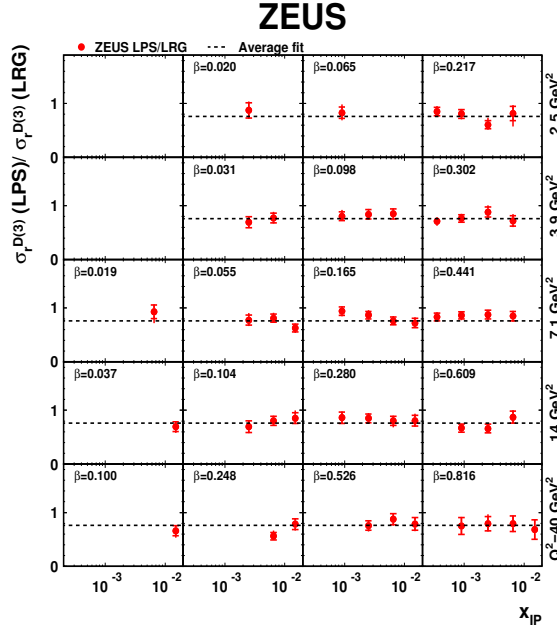 ZEUS
ZEUS LPS/LRG
Average fit
σ_r^D(3) (LPS)/ σ_r^D(3) (LRG)
β=0.020
β=0.065
β=0.217
2.5 GeV²
1
0
β=0.031
β=0.098
β=0.302
3.9 GeV²
1
0
β=0.019
β=0.055
β=0.165
β=0.441
7.1 GeV²
1
0
β=0.037
β=0.104
β=0.280
β=0.609
14 GeV²
1
0
β=0.100
β=0.248
β=0.526
β=0.816
Q²=40 GeV²
1
0
10⁻³ 10⁻² 10⁻³ 10⁻² 10⁻³ 10⁻² 10⁻³ 10⁻²
x_IP